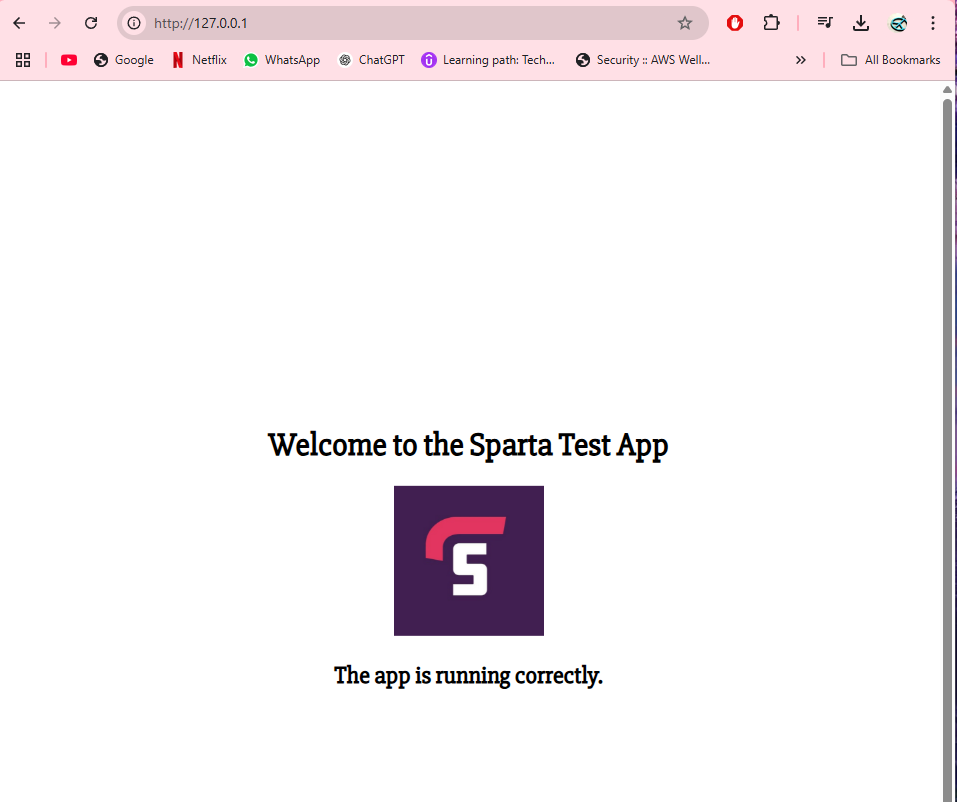 http://127.0.0.1
Google Netflix WhatsApp ChatGPT Learning path: Tech... Security :: AWS Well... » All Bookmarks
Welcome to the Sparta Test App
S
The app is running correctly.